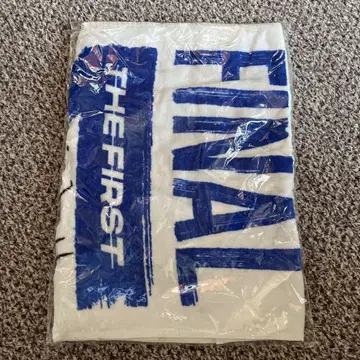 FINAL
THE FIRST